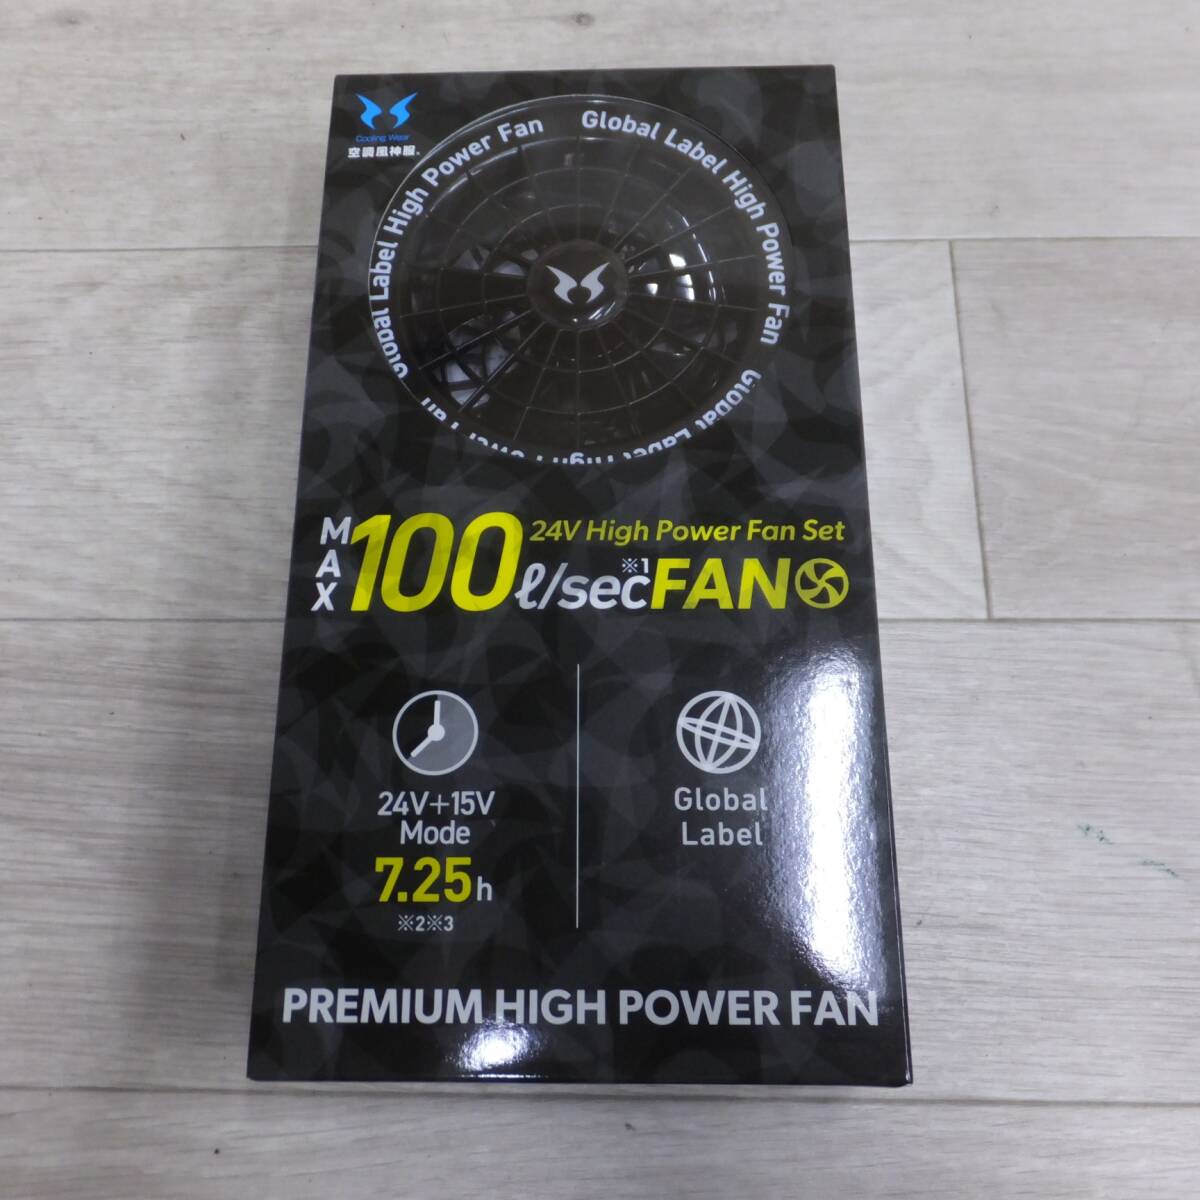 Cooling Wear
空調風神服
Global Label High Power Fan
Global Label High Power Fan
Global Label High Power Fan
MAX
100
ℓ/sec
※1
24V High Power Fan Set
FAN
24V+15V
Mode
7.25h
※2※3
Global
Label
PREMIUM HIGH POWER FAN